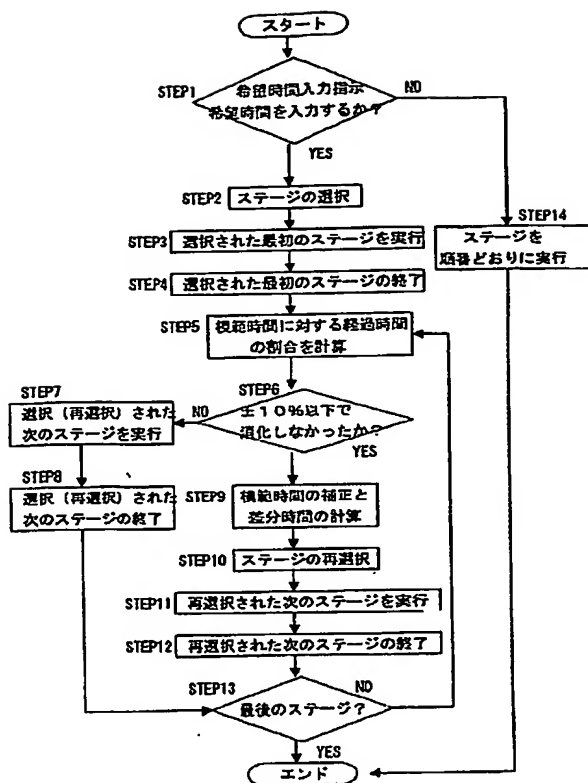 スタート
STEP1
希望時間入力指示
希望時間を入力するか?
NO
YES
STEP2
ステージの選択
STEP14
ステージを
順番どおりに実行
STEP3
選択された最初のステージを実行
STEP4
選択された最初のステージの終了
STEP5
模範時間に対する経過時間
の割合を計算
STEP6
±10%以下で
消化しなかったか?
NO
YES
STEP7
選択(再選択)された
次のステージを実行
STEP8
選択(再選択)された
次のステージの終了
STEP9
模範時間の補正と
差分時間の計算
STEP10
ステージの再選択
STEP11
再選択された次のステージを実行
STEP12
再選択された次のステージの終了
STEP13
最後のステージ?
NO
YES
エンド